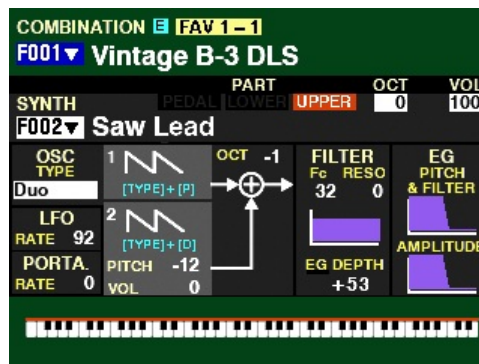 COMBINATION E FAV 1-1
F001▼ Vintage B-3 DLS
PART OCT VOL
SYNTH PEDAL LOWER UPPER 0 100
F002▼ Saw Lead
OSC TYPE
Duo
LFO
RATE 92
PORTA.
RATE 0
1
[TYPE]+[P]
2
[TYPE]+[D]
PITCH -12
VOL 0
OCT -1
FILTER
Fc RESO
32 0
EG DEPTH
+53
EG
PITCH
& FILTER
AMPLITUDE